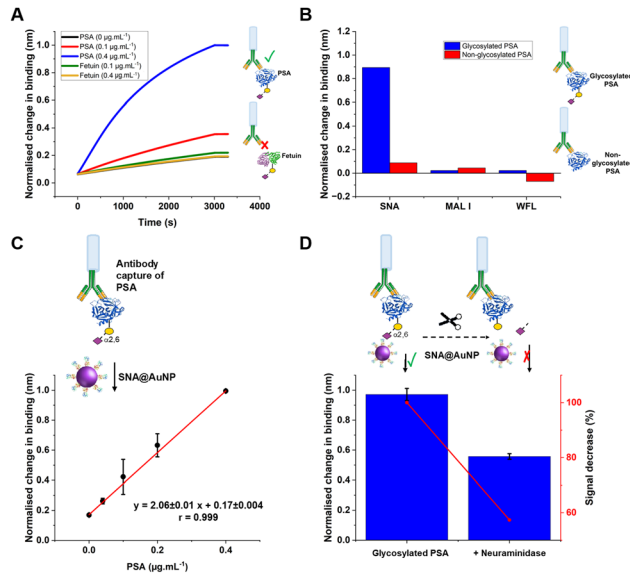 A
Normalised change in binding (nm)
1.0
0.8
0.6
0.4
0.2
0.0
PSA (0 µg.mL⁻¹)
PSA (0.1 µg.mL⁻¹)
PSA (0.4 µg.mL⁻¹)
Fetuin (0.1 µg.mL⁻¹)
Fetuin (0.4 µg.mL⁻¹)
PSA
Fetuin
0 1000 2000 3000 4000
Time (s)
B
Normalised change in binding (nm)
1.2
1.0
0.8
0.6
0.4
0.2
0.0
−0.2
Glycosylated PSA
Non-glycosylated PSA
Glycosylated
PSA
Non-
glycosylated
PSA
SNA MAL I WFL
C
Antibody
capture of
PSA
α2,6
SNA@AuNP
Normalised change in binding (nm)
1.0
0.8
0.6
0.4
0.2
0.0
y = 2.06±0.01 x + 0.17±0.004
r = 0.999
0.0 0.2 0.4
PSA (µg.mL⁻¹)
D
α2,6
SNA@AuNP
Normalised change in binding (nm)
1.0
0.8
0.6
0.4
0.2
0.0
100
80
60
Signal decrease (%)
Glycosylated PSA + Neuraminidase